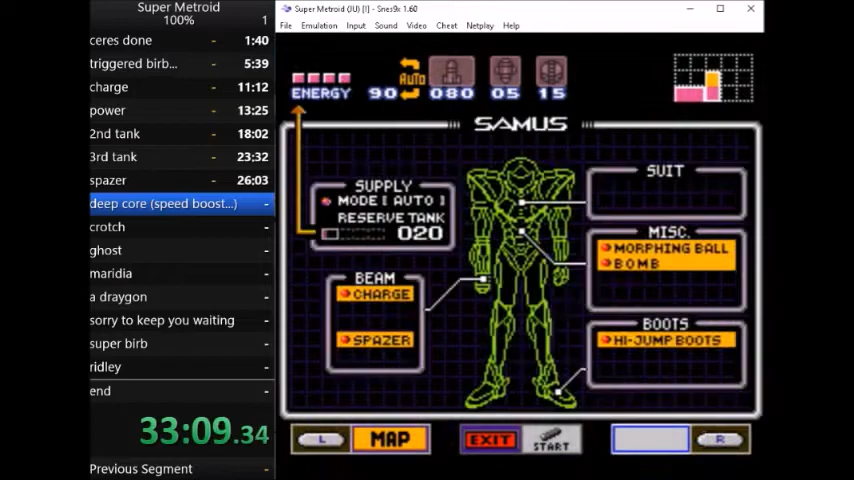 Super Metroid
100% 1
ceres done - 1:40
triggered birb... - 5:39
charge - 11:12
power - 13:25
2nd tank - 18:02
3rd tank - 23:32
spazer - 26:03
deep core (speed boost...) -
crotch -
ghost -
maridia -
a draygon -
sorry to keep you waiting -
super birb -
ridley -
end -
33:09.34
Previous Segment -
Super Metroid (JU) [!] - Snes9x 1.60
File Emulation Input Sound Video Cheat Netplay Help
AUTO
ENERGY 90 080 05 15
SAMUS
SUPPLY
MODE [ AUTO ]
RESERVE TANK
020
BEAM
CHARGE
SPAZER
SUIT
MISC.
MORPHING BALL
BOMB
BOOTS
HI-JUMP BOOTS
L MAP EXIT START R